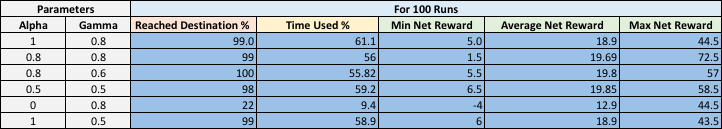 Parameters For 100 Runs
Alpha Gamma Reached Destination % Time Used % Min Net Reward Average Net Reward Max Net Reward
1 0.8 99.0 61.1 5.0 18.9 44.5
0.8 0.8 99 56 1.5 19.69 72.5
0.8 0.6 100 55.82 5.5 19.8 57
0.5 0.5 98 59.2 6.5 19.85 58.5
0 0.8 22 9.4 -4 12.9 44.5
1 0.5 99 58.9 6 18.9 43.5